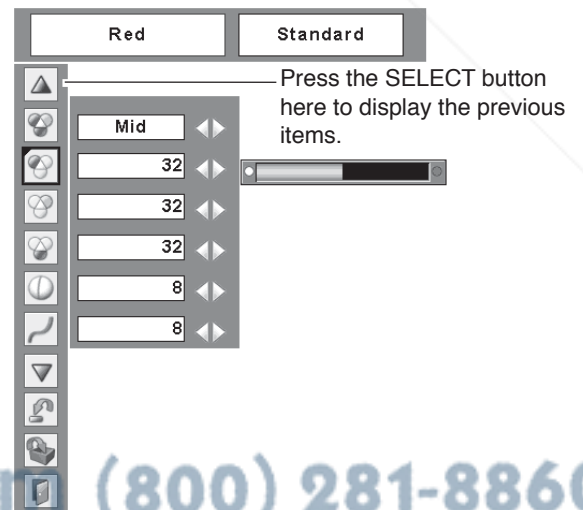 Red Standard
Press the SELECT button
here to display the previous
items.
Mid
32
32
32
8
8
(800) 281-8860